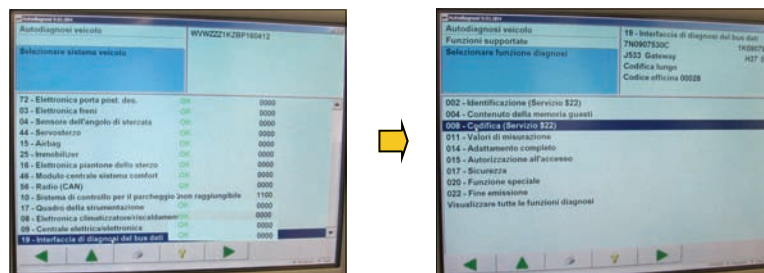 Autodiagnosi veicolo
WVWZZZ1KZBP160412
Selezionare sistema veicolo
72 - Elettronica porta post. des. OK 0000
03 - Elettronica freni OK 0000
04 - Sensore dell'angolo di sterzata OK 0000
44 - Servosterzo OK 0000
15 - Airbag OK 0000
25 - Immobilizer OK 0000
16 - Elettronica piantone dello sterzo OK 0000
46 - Modulo centrale sistema comfort OK 0000
56 - Radio (CAN) OK 0000
10 - Sistema di controllo per il parcheggio 2 non raggiungibile 1100
17 - Quadro della strumentazione OK 0000
08 - Elettronica climatizzatore/riscaldamen OK 0000
09 - Centrale elettrica/elettronica OK 0000
19 - Interfaccia di diagnosi del bus dati OK 0000
Autodiagnosi veicolo
Funzioni supportate
Selezionare funzione diagnosi
19 - Interfaccia di diagnosi del bus dati
7N0907530C
J533 Gateway H37
Codifica lungo
Codice officina 00028
002 - Identificazione (Servizio $22)
004 - Contenuto della memoria guasti
008 - Codifica (Servizio $22)
011 - Valori di misurazione
014 - Adattamento completo
015 - Autorizzazione all'accesso
017 - Sicurezza
020 - Funzione speciale
022 - Fine emissione
Visualizzare tutte le funzioni diagnosi